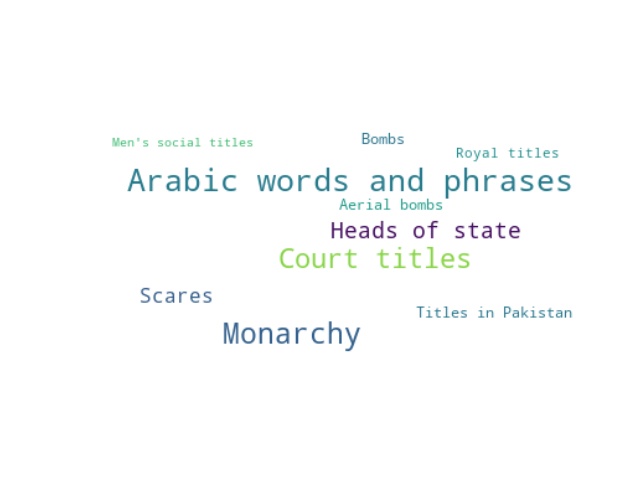 Men's social titles
Bombs
Royal titles
Arabic words and phrases
Aerial bombs
Heads of state
Court titles
Scares
Titles in Pakistan
Monarchy